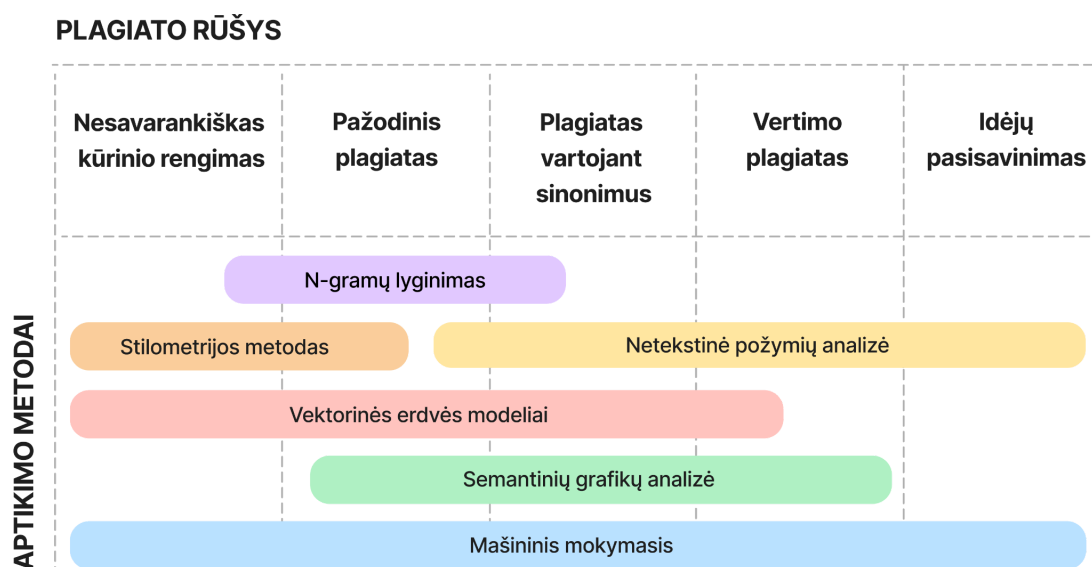 PLAGIATO RŪŠYS
Nesavarankiškas
kūrinio rengimas
Pažodinis
plagiatas
Plagiatas
vartojant
sinonimus
Vertimo
plagiatas
Idėjų
pasisavinimas
APTIKIMO METODAI
N-gramų lyginimas
Stilometrijos metodas
Netekstinė požymių analizė
Vektorinės erdvės modeliai
Semantinių grafikų analizė
Mašininis mokymasis